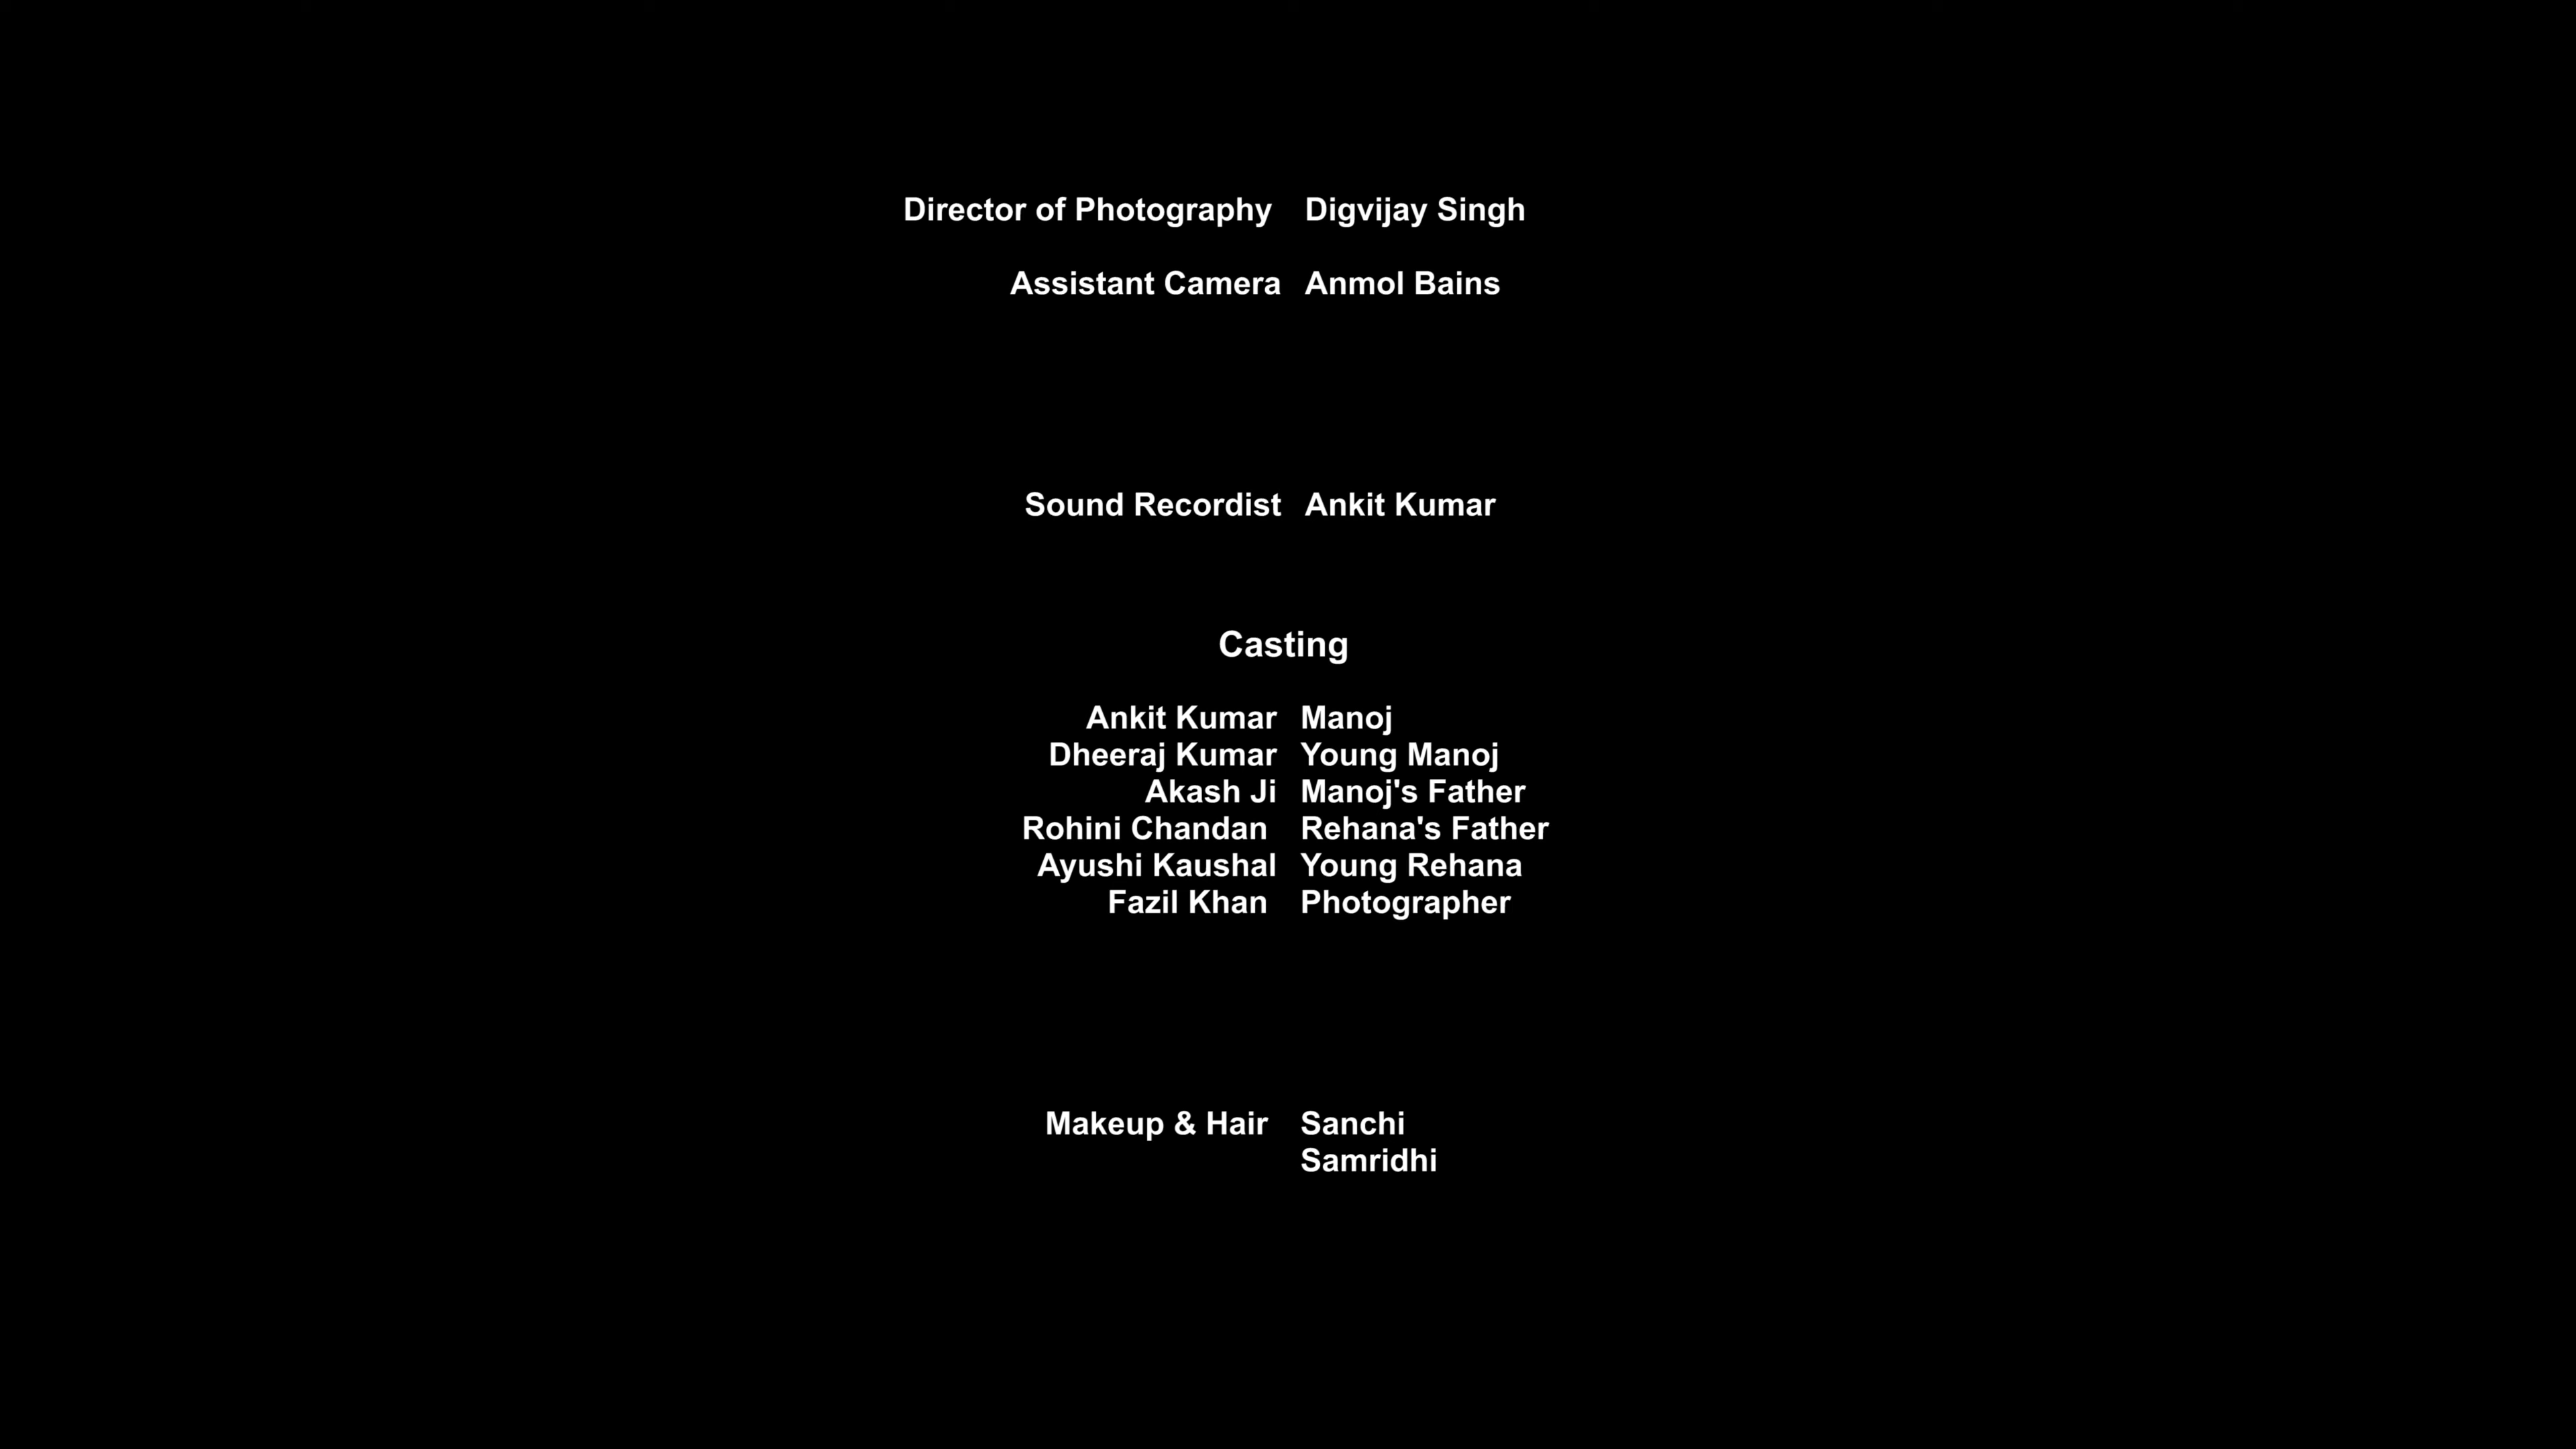 Director of Photography Digvijay Singh
Assistant Camera Anmol Bains
Sound Recordist Ankit Kumar
Casting
Ankit Kumar Manoj
Dheeraj Kumar Young Manoj
Akash Ji Manoj's Father
Rohini Chandan Rehana's Father
Ayushi Kaushal Young Rehana
Fazil Khan Photographer
Makeup & Hair Sanchi
Samridhi